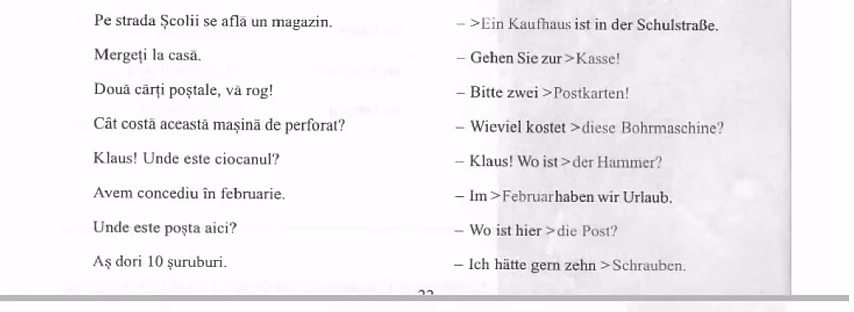 Pe strada Școlii se află un magazin. – >Ein Kaufhaus ist in der Schulstraße.
Mergeți la casă. – Gehen Sie zur >Kasse!
Două cărți poștale, vă rog! – Bitte zwei >Postkarten!
Cât costă această mașină de perforat? – Wieviel kostet >diese Bohrmaschine?
Klaus! Unde este ciocanul? – Klaus! Wo ist >der Hammer?
Avem concediu în februarie. – Im >Februar haben wir Urlaub.
Unde este poșta aici? – Wo ist hier >die Post?
Aș dori 10 șuruburi. – Ich hätte gern zehn >Schrauben.